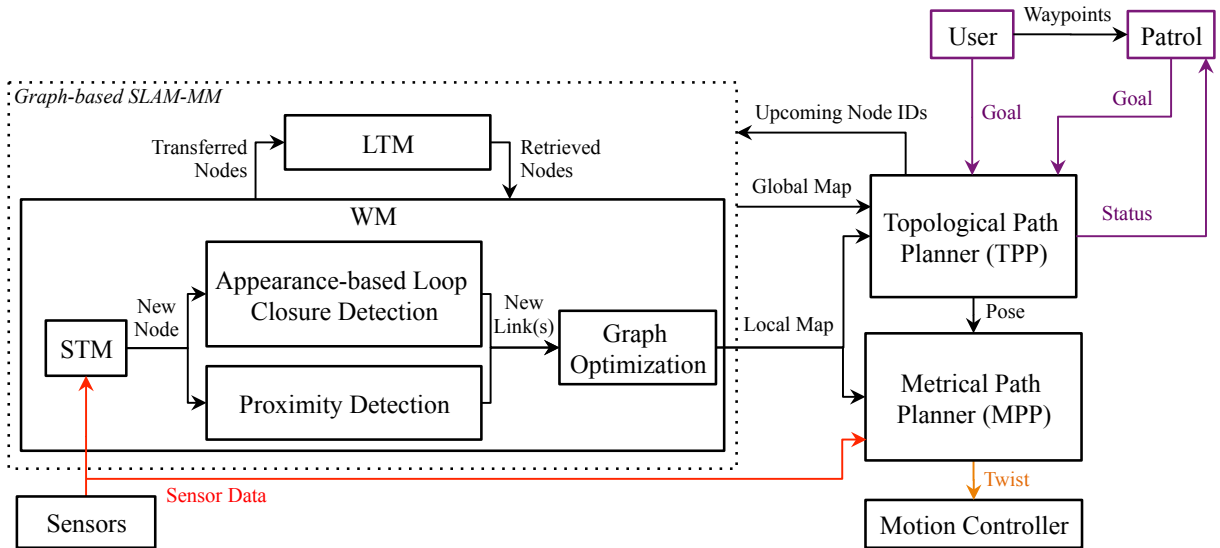 User
Waypoints
Patrol
Graph-based SLAM-MM
Goal
Goal
Upcoming Node IDs
Transferred
Nodes
LTM
Retrieved
Nodes
Global Map
WM
Topological Path
Planner (TPP)
Status
Appearance-based Loop
Closure Detection
New
Node
New
Link(s)
STM
Graph
Optimization
Local Map
Pose
Proximity Detection
Metrical Path
Planner (MPP)
Sensor Data
Twist
Sensors
Motion Controller